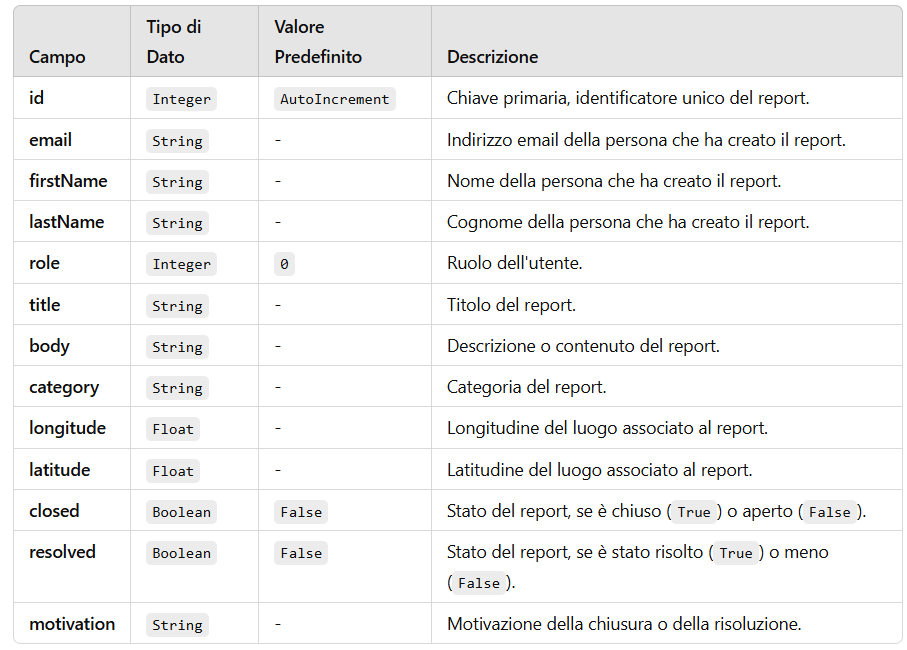 Campo Tipo di Dato Valore Predefinito Descrizione
id Integer AutoIncrement Chiave primaria, identificatore unico del report.
email String - Indirizzo email della persona che ha creato il report.
firstName String - Nome della persona che ha creato il report.
lastName String - Cognome della persona che ha creato il report.
role Integer 0 Ruolo dell'utente.
title String - Titolo del report.
body String - Descrizione o contenuto del report.
category String - Categoria del report.
longitude Float - Longitudine del luogo associato al report.
latitude Float - Latitudine del luogo associato al report.
closed Boolean False Stato del report, se è chiuso (True) o aperto (False).
resolved Boolean False Stato del report, se è stato risolto (True) o meno
(False).
motivation String - Motivazione della chiusura o della risoluzione.